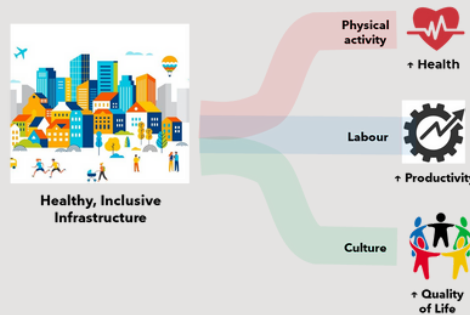 Physical
activity
↑ Health
Labour
↑ Productivity
Healthy, Inclusive
Infrastructure
Culture
↑ Quality
of Life